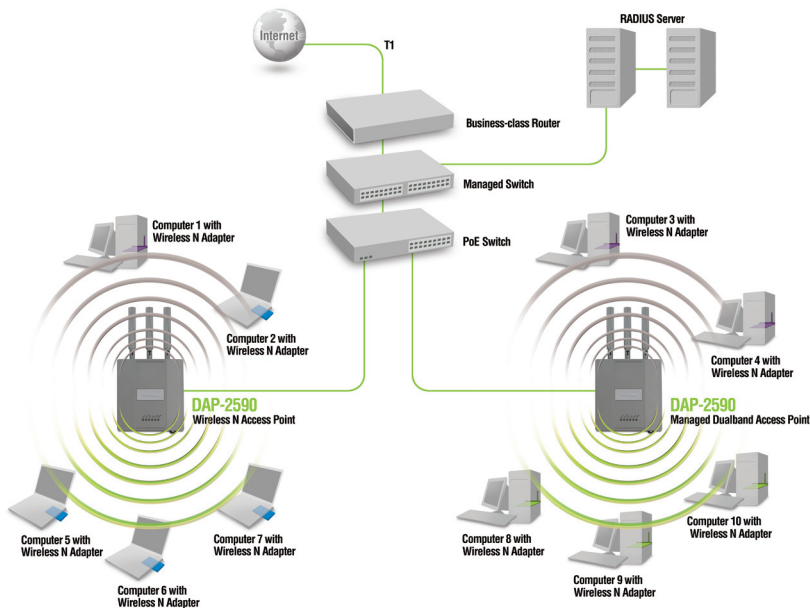 Internet
T1
RADIUS Server
Business-class Router
Managed Switch
PoE Switch
Computer 1 with
Wireless N Adapter
Computer 2 with
Wireless N Adapter
Computer 3 with
Wireless N Adapter
Computer 4 with
Wireless N Adapter
DAP-2590
Wireless N Access Point
DAP-2590
Managed Dualband Access Point
Computer 5 with
Wireless N Adapter
Computer 6 with
Wireless N Adapter
Computer 7 with
Wireless N Adapter
Computer 8 with
Wireless N Adapter
Computer 9 with
Wireless N Adapter
Computer 10 with
Wireless N Adapter